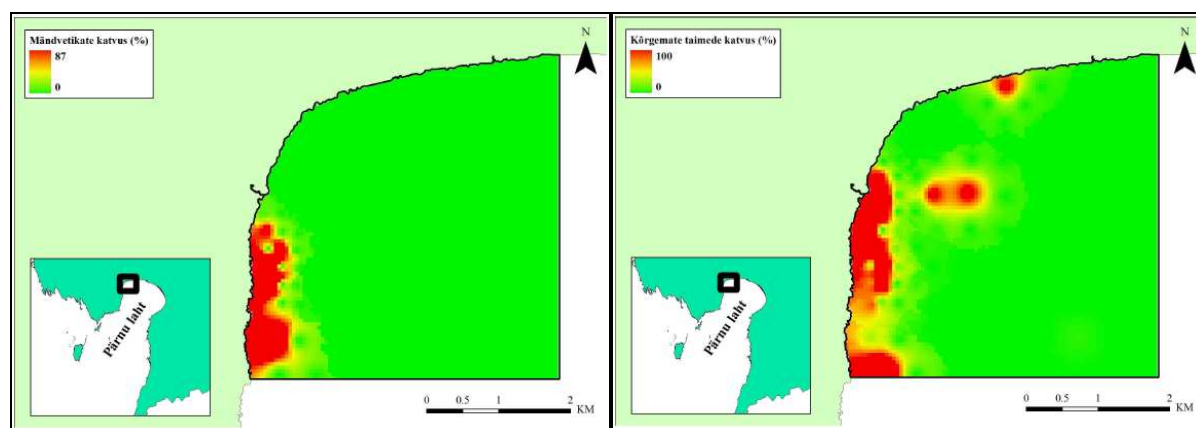 Mändvetikate katvus (%)
87
0
N
Pärnu laht
0 0.5 1 2
KM
Kõrgemate taimede katvus (%)
100
0
N
Pärnu laht
0 0.5 1 2
KM